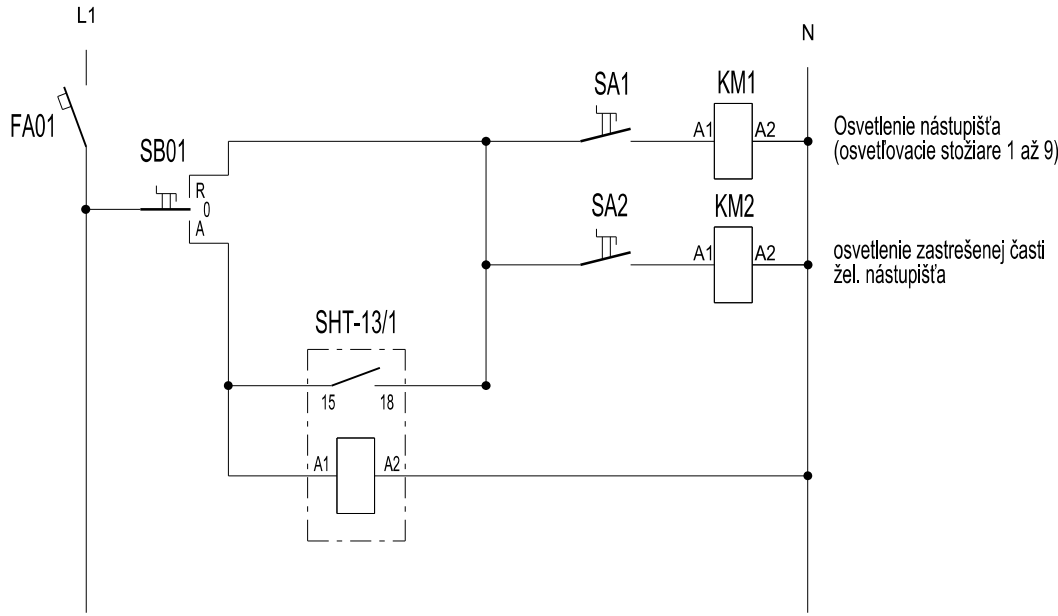 L1
N
FA01
SB01
R
0
A
SA1
KM1
A1
A2
Osvetlenie nástupišťa
(osvetľovacie stožiare 1 až 9)
SA2
KM2
A1
A2
osvetlenie zastrešenej časti
žel. nástupišťa
SHT-13/1
15
18
A1
A2